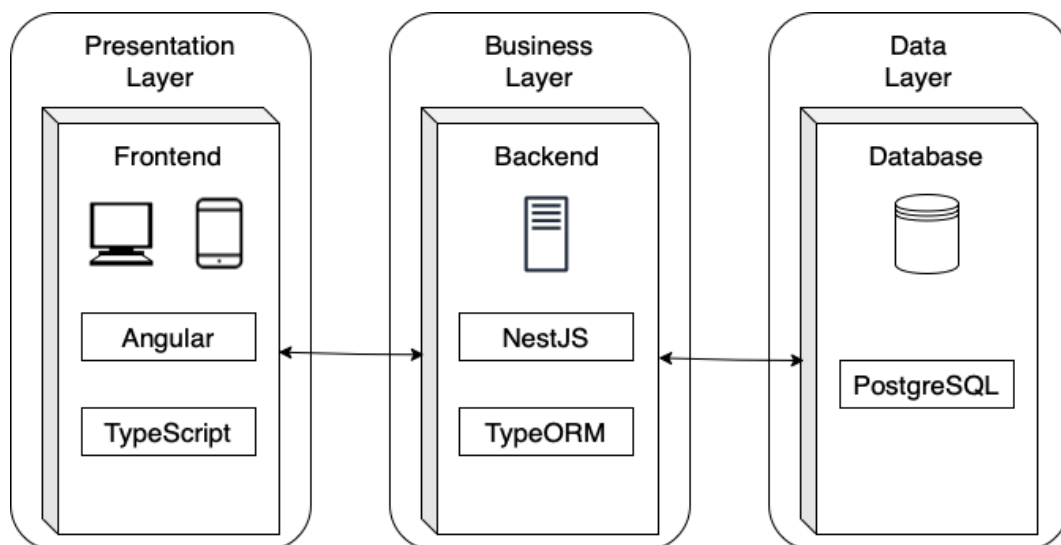 Presentation
Layer
Frontend
Angular
TypeScript
Business
Layer
Backend
NestJS
TypeORM
Data
Layer
Database
PostgreSQL